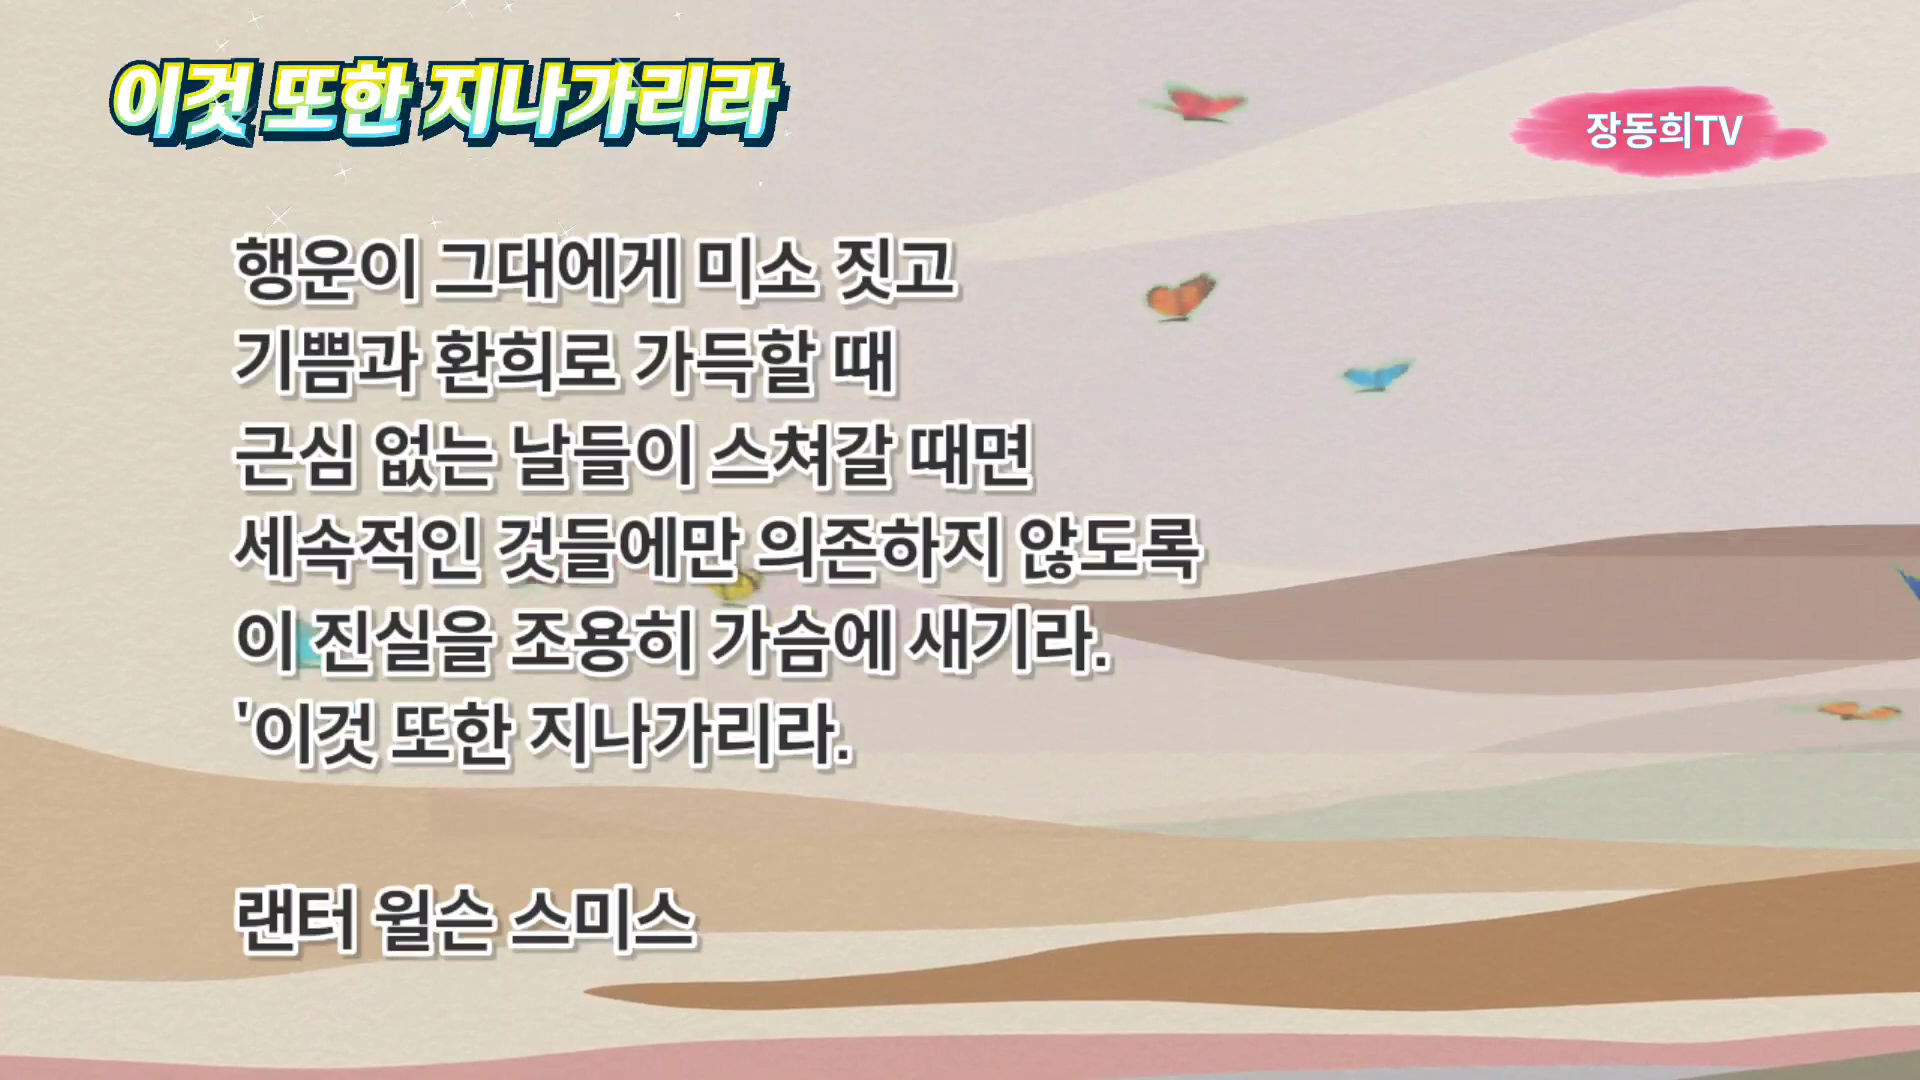 이것 또한 지나가리라
장동희TV
행운이 그대에게 미소 짓고
기쁨과 환희로 가득할 때
근심 없는 날들이 스쳐갈 때면
세속적인 것들에만 의존하지 않도록
이 진실을 조용히 가슴에 새기라.
'이것 또한 지나가리라.
랜터 윌슨 스미스